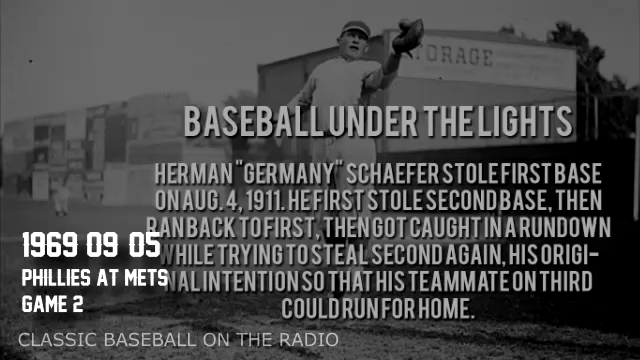 STORAGE
BASEBALL UNDER THE LIGHTS
HERMAN "GERMANY" SCHAEFER STOLE FIRST BASE
ON AUG. 4, 1911. HE FIRST STOLE SECOND BASE, THEN
RAN BACK TO FIRST, THEN GOT CAUGHT IN A RUNDOWN
WHILE TRYING TO STEAL SECOND AGAIN, HIS ORIGI-
NAL INTENTION SO THAT HIS TEAMMATE ON THIRD
COULD RUN FOR HOME.
1969 09 05
PHILLIES AT METS
GAME 2
CLASSIC BASEBALL ON THE RADIO